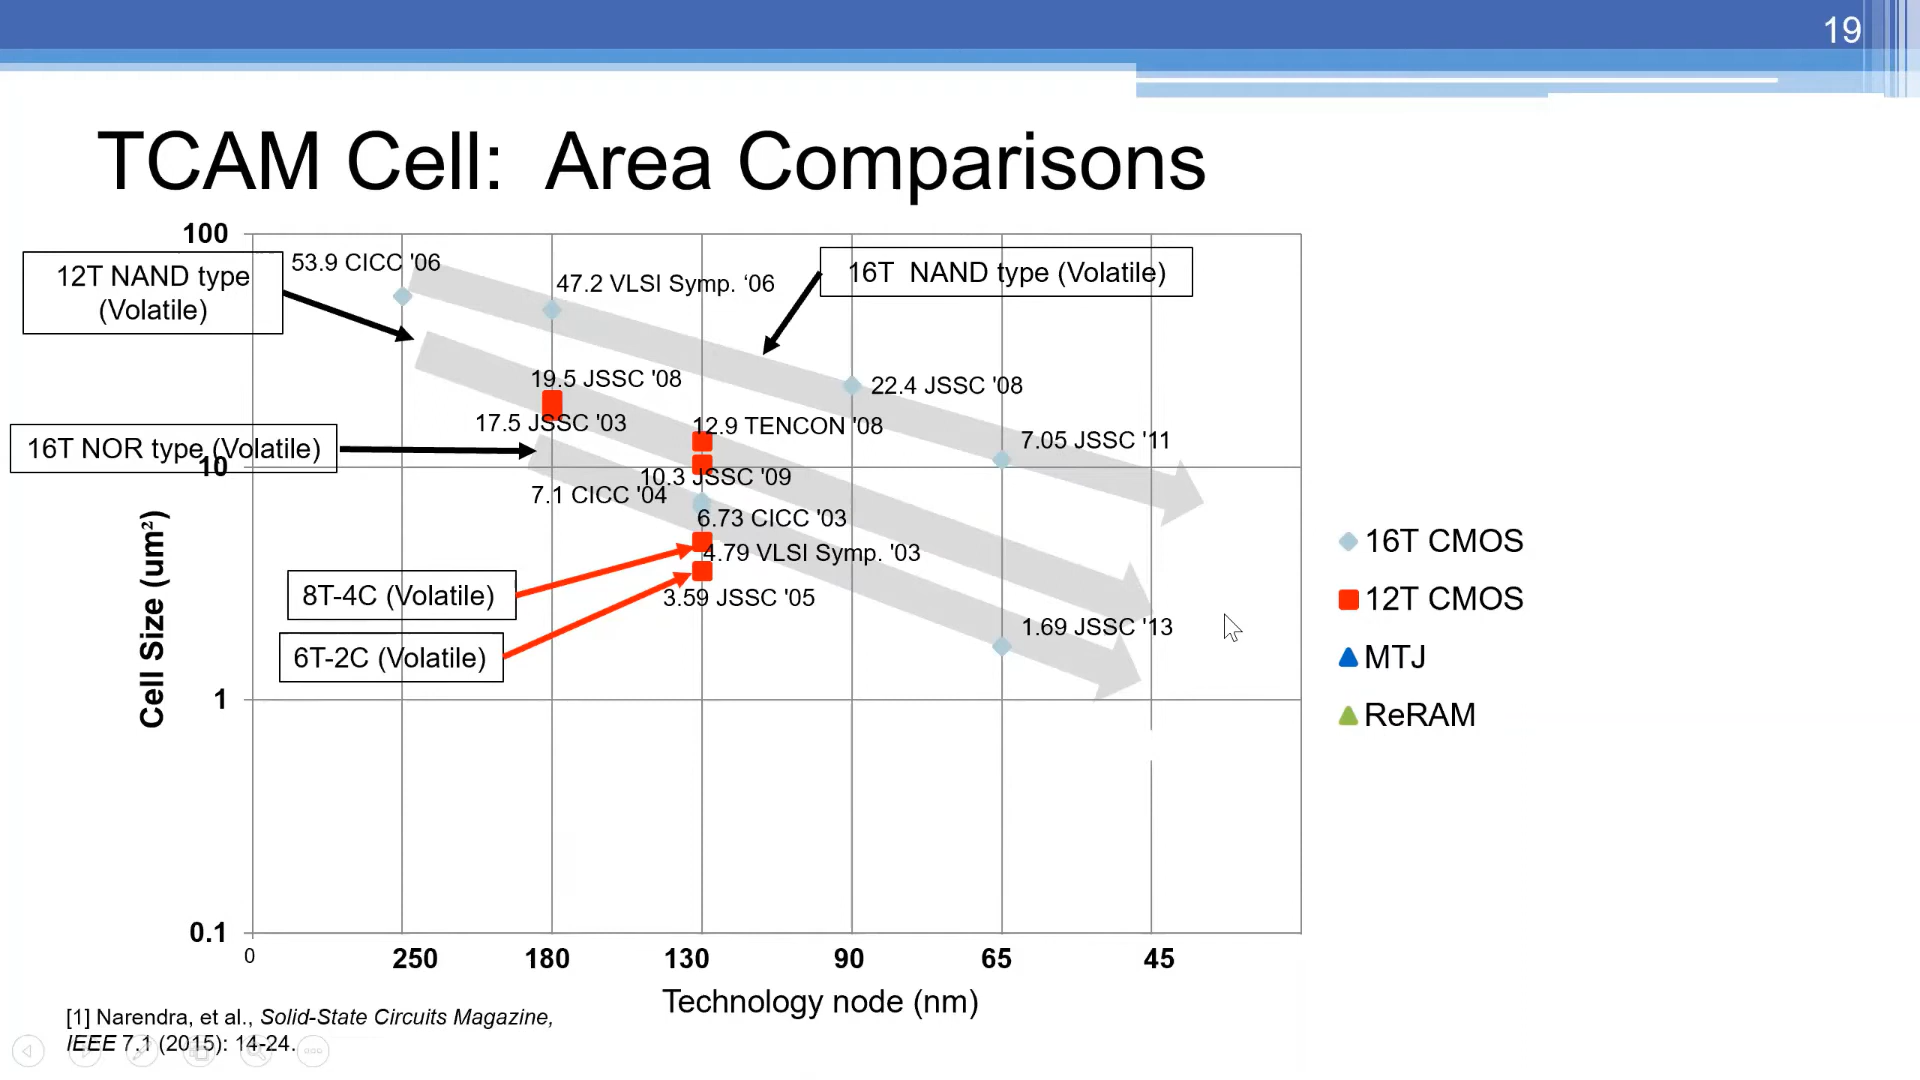 19
TCAM Cell:  Area Comparisons
100
12T NAND type
(Volatile)
53.9 CICC '06
47.2 VLSI Symp. ‘06
16T  NAND type (Volatile)
19.5 JSSC '08
22.4 JSSC '08
17.5 JSSC '03
12.9 TENCON '08
7.05 JSSC '11
16T NOR type (Volatile)
10
10.3 JSSC '09
7.1 CICC '04
6.73 CICC '03
4.79 VLSI Symp. '03
8T-4C (Volatile)
3.59 JSSC '05
6T-2C (Volatile)
1.69 JSSC '13
Cell Size (um²)
1
0.1
0
250
180
130
90
65
45
Technology node (nm)
16T CMOS
12T CMOS
MTJ
ReRAM
[1] Narendra, et al., Solid-State Circuits Magazine,
IEEE 7.1 (2015): 14-24.